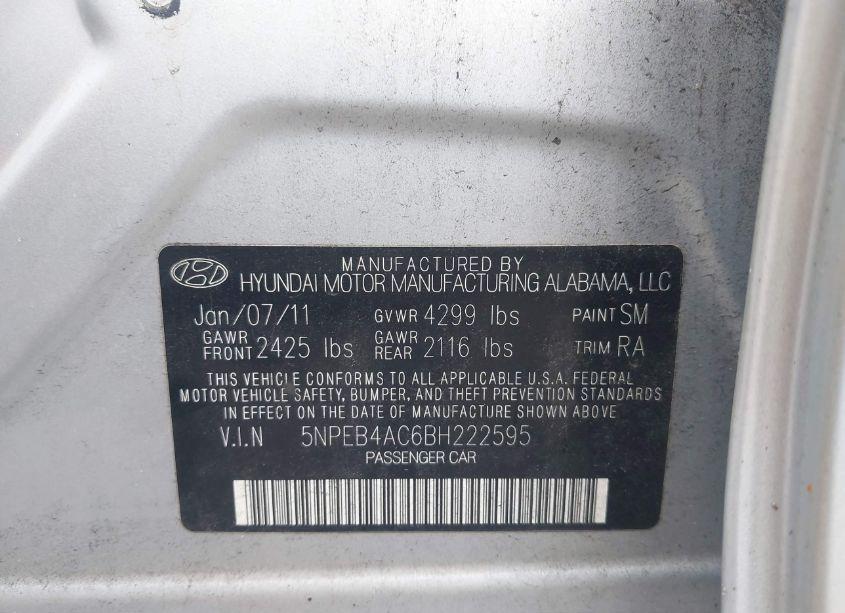 MANUFACTURED BY
HYUNDAI MOTOR MANUFACTURING ALABAMA, LLC
Jan/07/11 GVWR 4299 lbs PAINT SM
GAWR FRONT 2425 lbs GAWR REAR 2116 lbs TRIM RA
THIS VEHICLE CONFORMS TO ALL APPLICABLE U.S.A. FEDERAL
MOTOR VEHICLE SAFETY, BUMPER, AND THEFT PREVENTION STANDARDS
IN EFFECT ON THE DATE OF MANUFACTURE SHOWN ABOVE
V.I.N 5NPEB4AC6BH222595
PASSENGER CAR